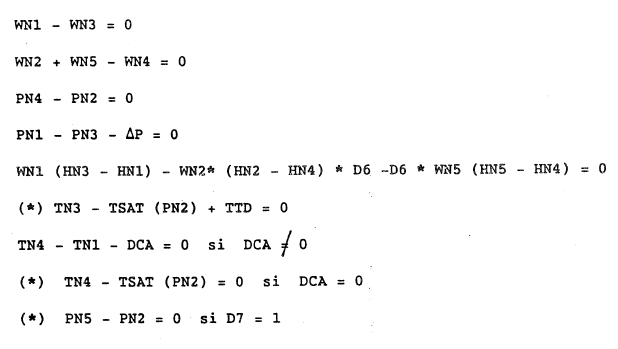 WN1 - WN3 = 0
WN2 + WN5 - WN4 = 0
PN4 - PN2 = 0
PN1 - PN3 - ΔP = 0
WN1 (HN3 - HN1) - WN2* (HN2 - HN4) * D6 -D6 * WN5 (HN5 - HN4) = 0
(*) TN3 - TSAT (PN2) + TTD = 0
TN4 - TN1 - DCA = 0 si DCA ≠ 0
(*) TN4 - TSAT (PN2) = 0 si DCA = 0
(*) PN5 - PN2 = 0 si D7 = 1